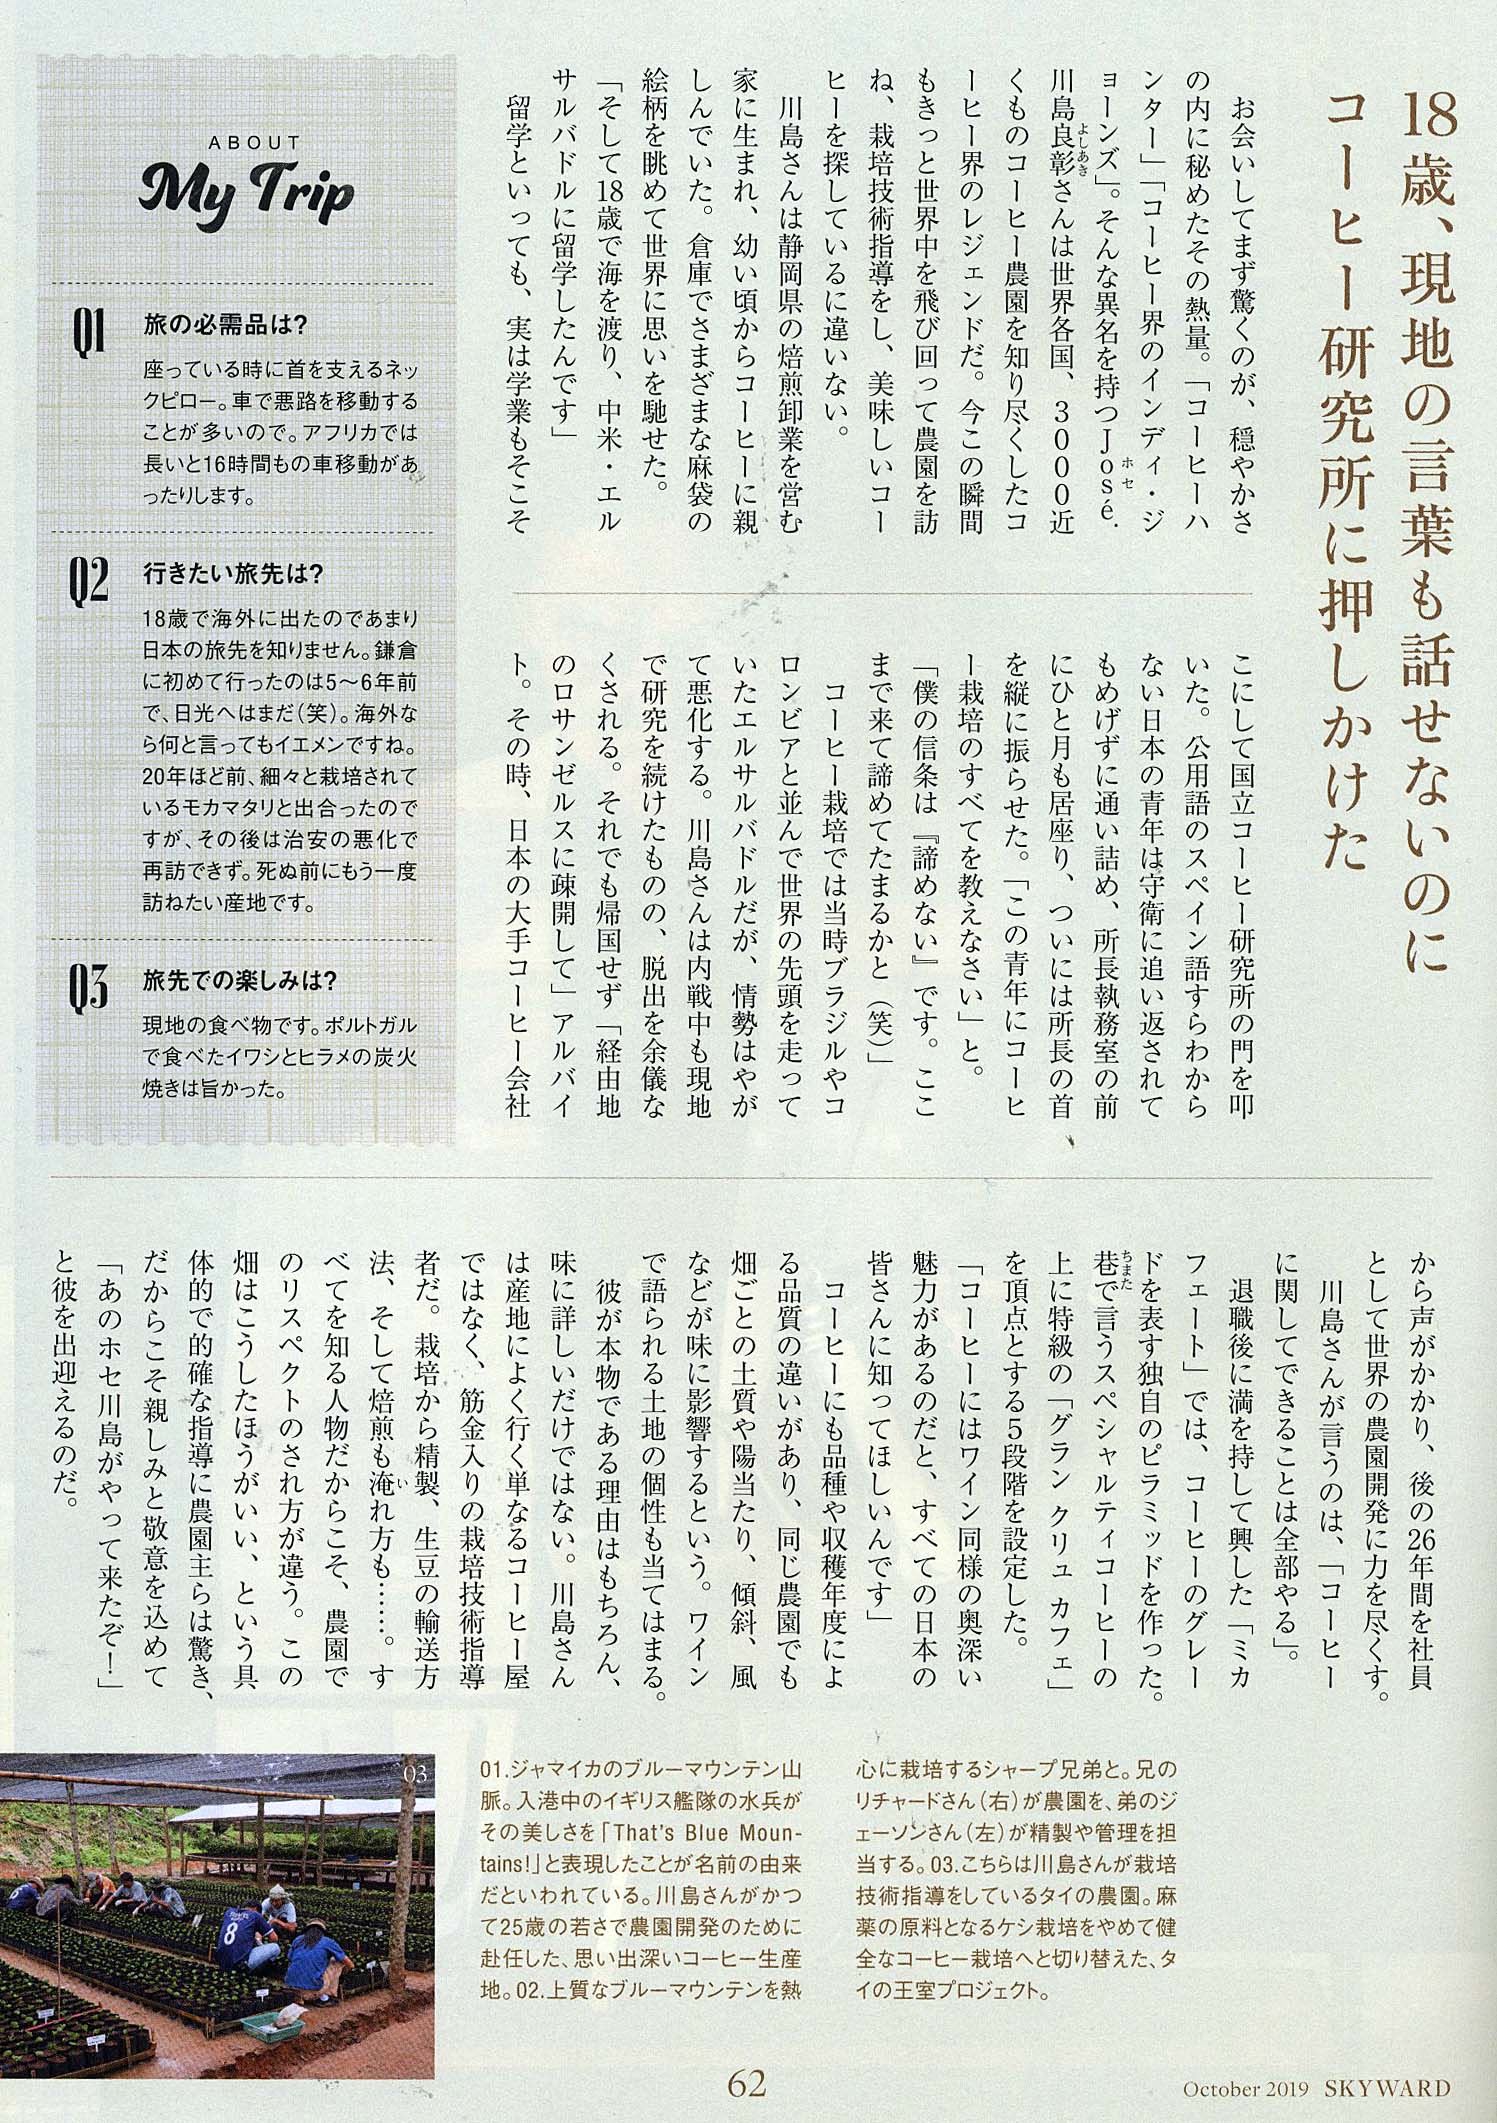 18歳、現地の言葉も話せないのに
コーヒー研究所に押しかけた
お会いしてまず驚くのが、穏やかさ
の内に秘めたその熱量。「コーヒーハ
ンター」「コーヒー界のインディ・ジ
ョーンズ」。そんな異名を持つJosé.
ホセ
川島良彰さんは世界各国、3000近
よしあき
くものコーヒー農園を知り尽くしたコ
ーヒー界のレジェンドだ。今この瞬間
もきっと世界中を飛び回って農園を訪
ね、栽培技術指導をし、美味しいコー
ヒーを探しているに違いない。
川島さんは静岡県の焙煎卸業を営む
家に生まれ、幼い頃からコーヒーに親
しんでいた。倉庫でさまざまな麻袋の
絵柄を眺めて世界に思いを馳せた。
「そして18歳で海を渡り、中米・エル
サルバドルに留学したんです」
留学といっても、実は学業もそこそ
こにして国立コーヒー研究所の門を叩
いた。公用語のスペイン語すらわから
ない日本の青年は守衛に追い返されて
もめげずに通い詰め、所長執務室の前
にひと月も居座り、ついには所長の首
を縦に振らせた。「この青年にコーヒ
ー栽培のすべてを教えなさい」と。
「僕の信条は『諦めない』です。ここ
まで来て諦めてたまるかと（笑）」
コーヒー栽培では当時ブラジルやコ
ロンビアと並んで世界の先頭を走って
いたエルサルバドルだが、情勢はやが
て悪化する。川島さんは内戦中も現地
で研究を続けたものの、脱出を余儀な
くされる。それでも帰国せず「経由地
のロサンゼルスに疎開して」アルバイ
ト。その時、日本の大手コーヒー会社
から声がかかり、後の26年間を社員
として世界の農園開発に力を尽くす。
川島さんが言うのは、「コーヒー
に関してできることは全部やる」。
退職後に満を持して興した「ミカ
フェート」では、コーヒーのグレー
ドを表す独自のピラミッドを作った。
巷で言うスペシャルティコーヒーの
ちまた
上に特級の「グラン クリュ カフェ」
を頂点とする5段階を設定した。
「コーヒーにはワイン同様の奥深い
魅力があるのだと、すべての日本の
皆さんに知ってほしいんです」
コーヒーにも品種や収穫年度によ
る品質の違いがあり、同じ農園でも
畑ごとの土質や陽当たり、傾斜、風
などが味に影響するという。ワイン
で語られる土地の個性も当てはまる。
彼が本物である理由はもちろん、
味に詳しいだけではない。川島さん
は産地によく行く単なるコーヒー屋
ではなく、筋金入りの栽培技術指導
者だ。栽培から精製、生豆の輸送方
法、そして焙煎も淹れ方も……。す
い
べてを知る人物だからこそ、農園で
のリスペクトのされ方が違う。この
畑はこうしたほうがいい、という具
体的で的確な指導に農園主らは驚き、
だからこそ親しみと敬意を込めて
「あのホセ川島がやって来たぞ！」
と彼を出迎えるのだ。
ABOUT
My Trip
Q1
旅の必需品は?
座っている時に首を支えるネッ
クピロー。車で悪路を移動する
ことが多いので。アフリカでは
長いと16時間もの車移動があ
ったりします。
Q2
行きたい旅先は?
18歳で海外に出たのであまり
日本の旅先を知りません。鎌倉
に初めて行ったのは5〜6年前
で、日光へはまだ（笑）。海外な
ら何と言ってもイエメンですね。
20年ほど前、細々と栽培されて
いるモカマタリと出合ったので
すが、その後は治安の悪化で
再訪できず。死ぬ前にもう一度
訪ねたい産地です。
Q3
旅先での楽しみは?
現地の食べ物です。ポルトガル
で食べたイワシとヒラメの炭火
焼きは旨かった。
03
8
01.ジャマイカのブルーマウンテン山
脈。入港中のイギリス艦隊の水兵が
その美しさを「That's Blue Moun-
tains!」と表現したことが名前の由来
だといわれている。川島さんがかつ
て25歳の若さで農園開発のために
赴任した、思い出深いコーヒー生産
地。02.上質なブルーマウンテンを熱
心に栽培するシャープ兄弟と。兄の
リチャードさん（右）が農園を、弟のジ
ェーソンさん（左）が精製や管理を担
当する。03.こちらは川島さんが栽培
技術指導をしているタイの農園。麻
薬の原料となるケシ栽培をやめて健
全なコーヒー栽培へと切り替えた、タ
イの王室プロジェクト。
62
October 2019 SKYWARD